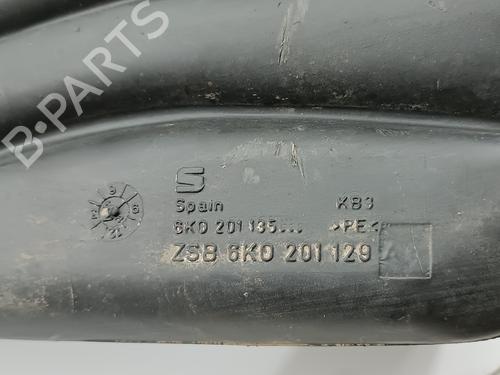 B-PARTS
S
Spain KB3
6K0 201 135... >PE<
ZSB 6K0 201 129 A